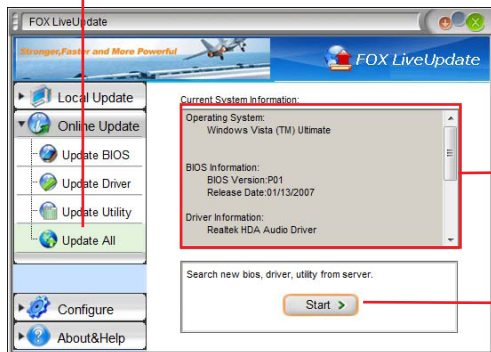 FOX LiveUpdate
Stronger,Faster and More Powerful
FOX LiveUpdate
Local Update
Online Update
Update BIOS
Update Driver
Update Utility
Update All
Configure
About&Help
Current System Information:
Operating System:
Windows Vista (TM) Ultimate
BIOS Information:
BIOS Version:P01
Release Date:01/13/2007
Driver Information:
Realtek HDA Audio Driver
Search new bios, driver, utility from server.
Start >